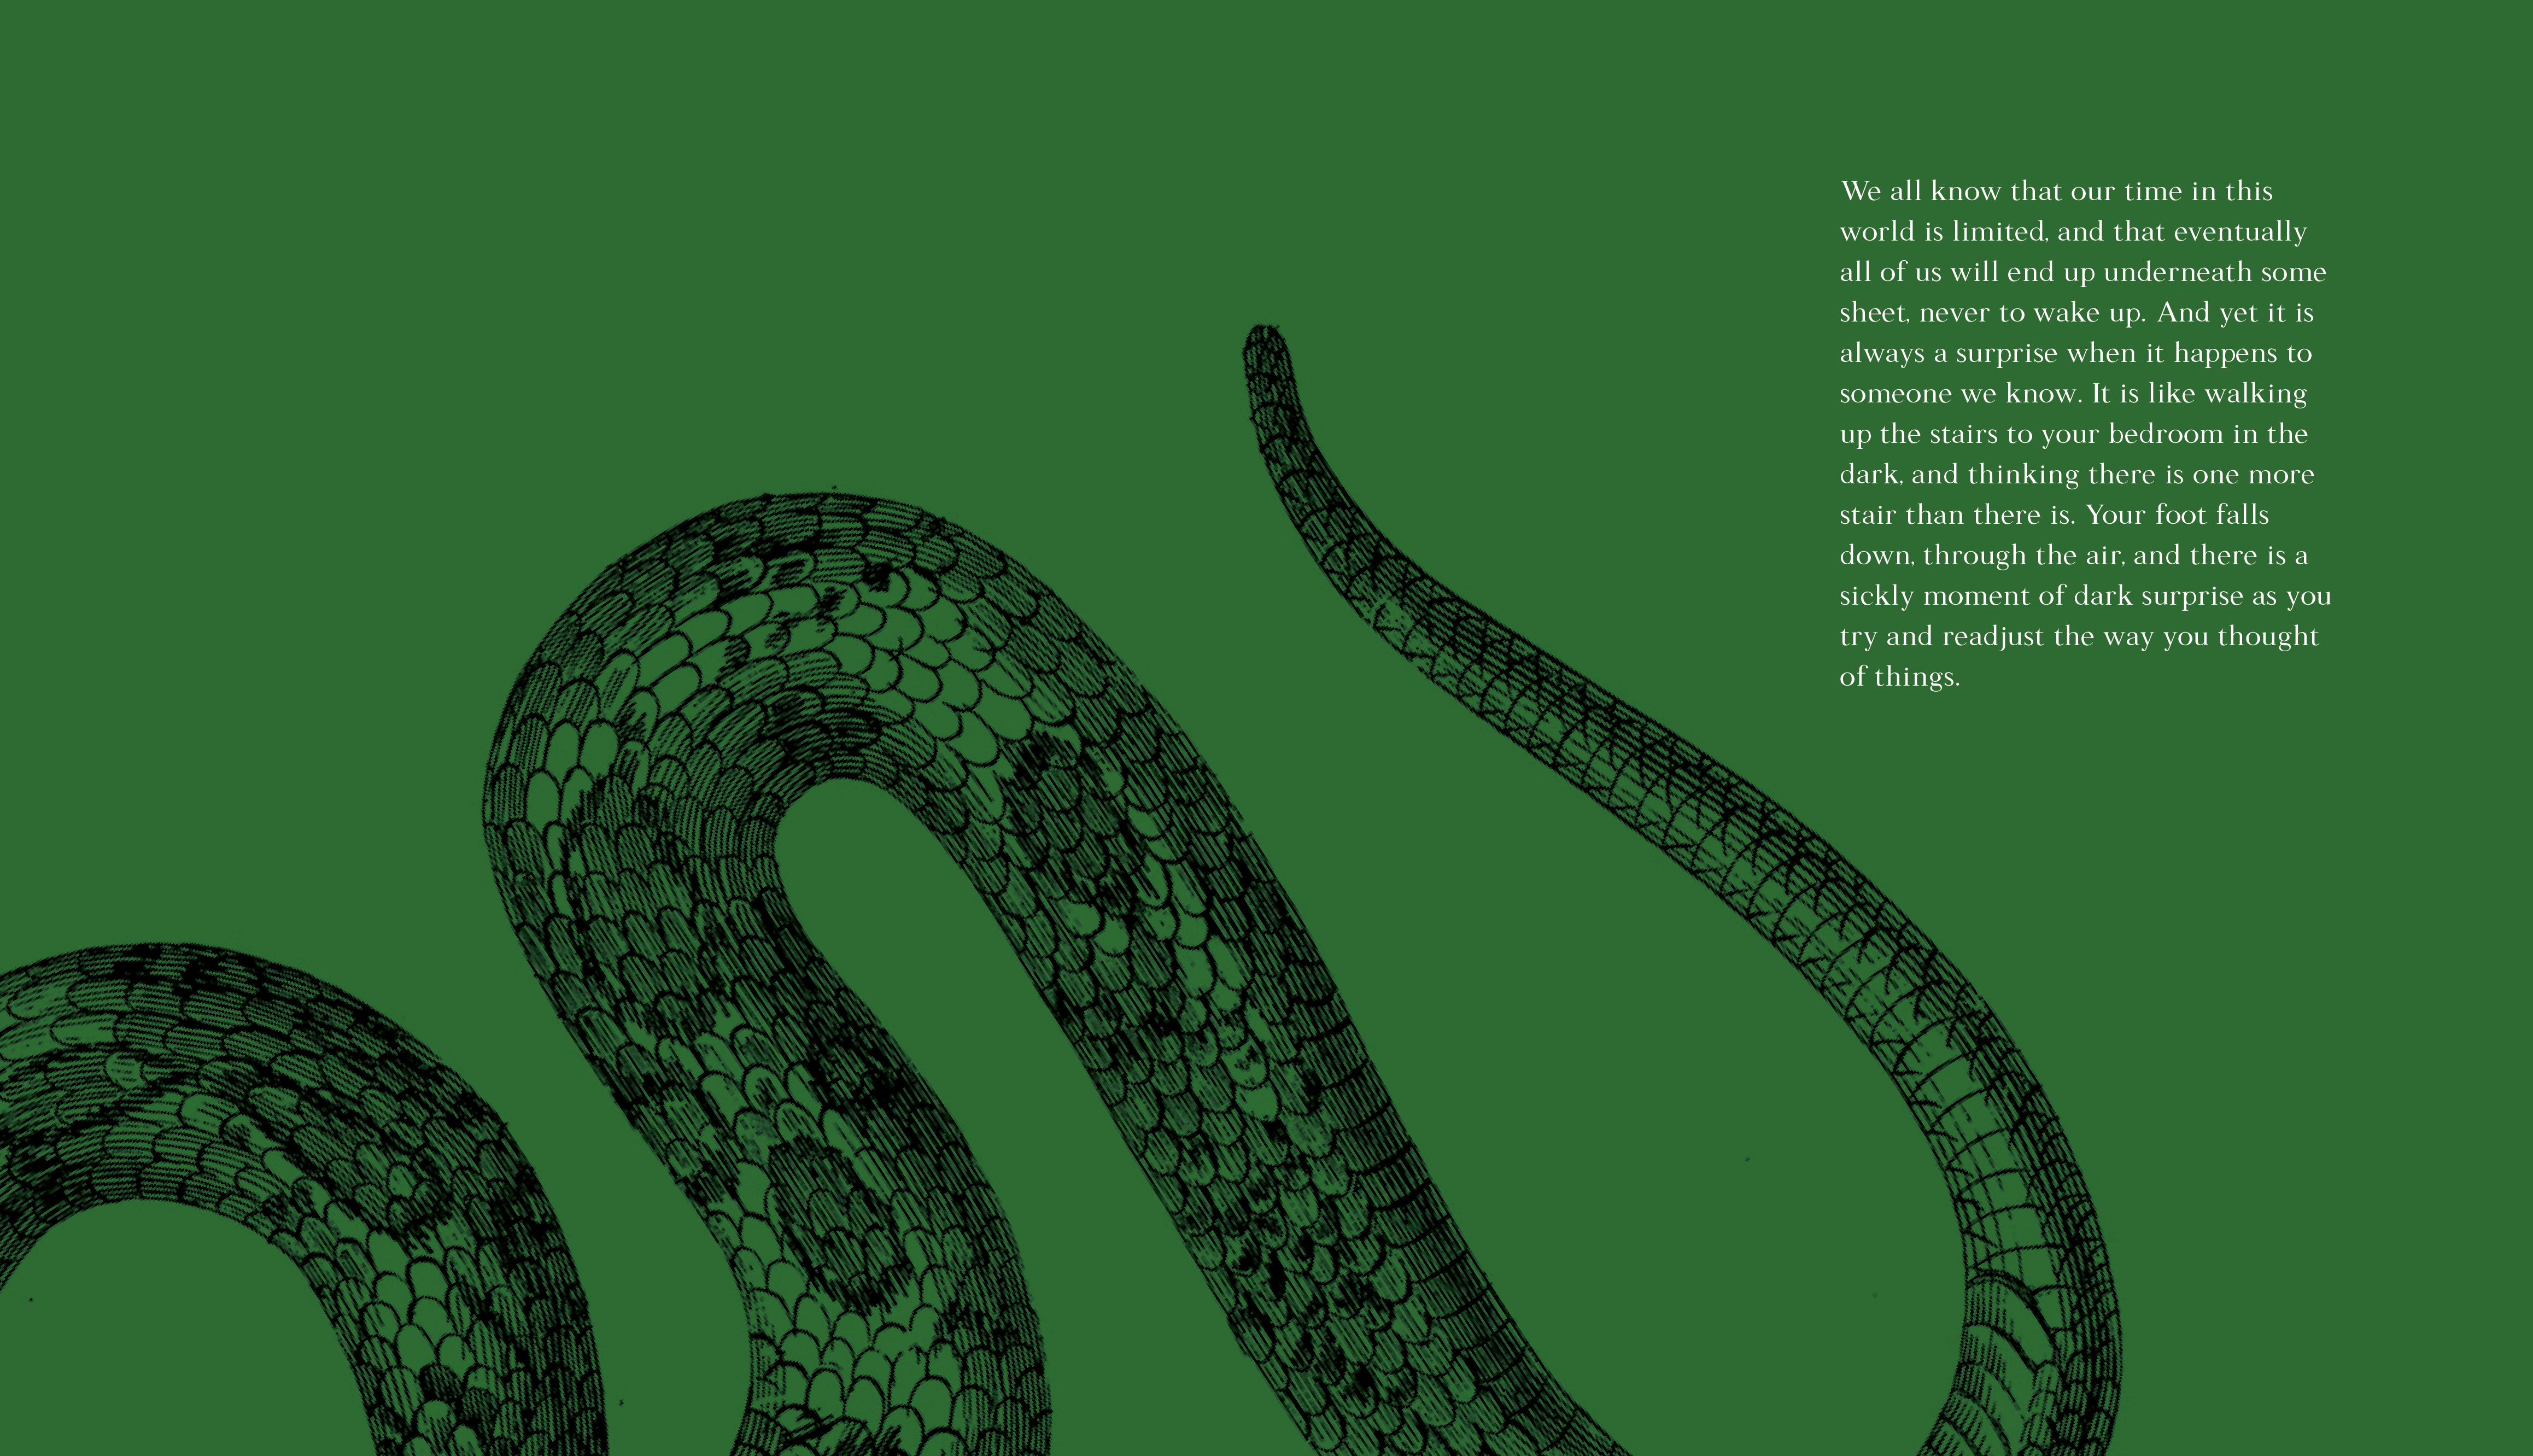 We all know that our time in this
world is limited, and that eventually
all of us will end up underneath some
sheet, never to wake up. And yet it is
always a surprise when it happens to
someone we know. It is like walking
up the stairs to your bedroom in the
dark, and thinking there is one more
stair than there is. Your foot falls
down, through the air, and there is a
sickly moment of dark surprise as you
try and readjust the way you thought
of things.